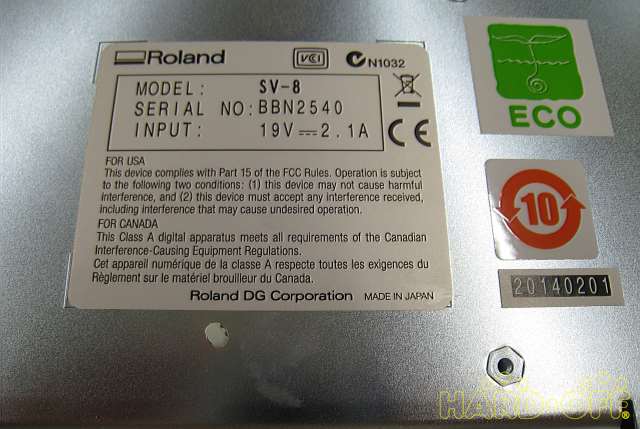 Roland
VCI
N1032
MODEL: SV-8
SERIAL NO: BBN2540
INPUT: 19V⎓2.1A
CE
FOR USA
This device complies with Part 15 of the FCC Rules. Operation is subject
to the following two conditions: (1) this device may not cause harmful
Interference, and (2) this device must accept any interference received,
including interference that may cause undesired operation.
FOR CANADA
This Class A digital apparatus meets all requirements of the Canadian
Interference-Causing Equipment Regulations.
Cet appareil numérique de la classe A respecte toutes les exigences du
Règlement sur le matériel brouilleur du Canada.
Roland DG Corporation MADE IN JAPAN
ECO
10
20140201
HAND-OFF